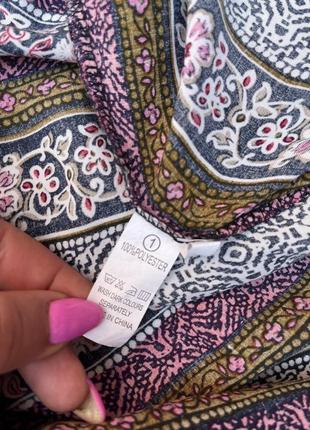 1
100%POLYESTER
WASH DARK COLOURS
SEPARATELY
MADE IN CHINA